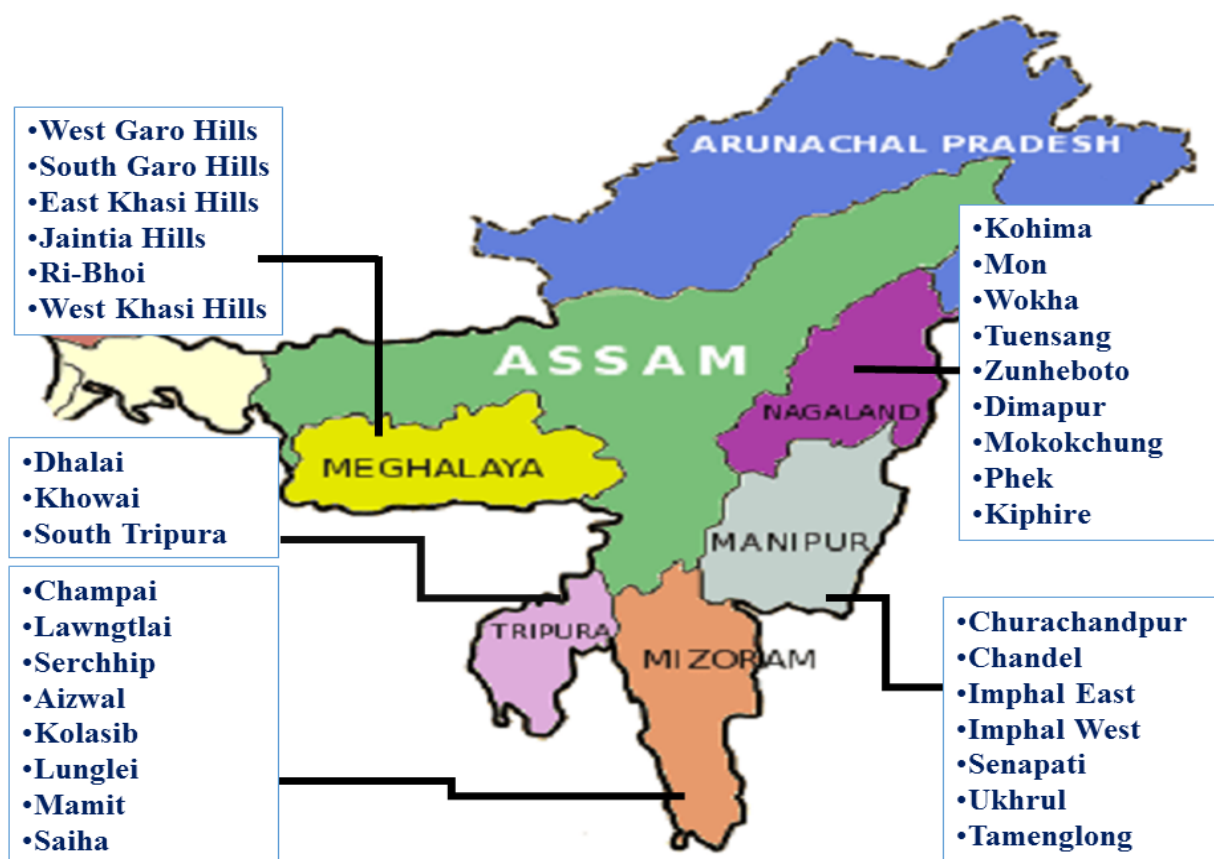 •West Garo Hills
•South Garo Hills
•East Khasi Hills
•Jaintia Hills
•Ri-Bhoi
•West Khasi Hills
•Dhalai
•Khowai
•South Tripura
•Champai
•Lawngtlai
•Serchhip
•Aizwal
•Kolasib
•Lunglei
•Mamit
•Saiha
ARUNACHAL PRADESH
ASSAM
NAGALAND
MEGHALAYA
MANIPUR
TRIPURA
MIZORAM
•Kohima
•Mon
•Wokha
•Tuensang
•Zunheboto
•Dimapur
•Mokokchung
•Phek
•Kiphire
•Churachandpur
•Chandel
•Imphal East
•Imphal West
•Senapati
•Ukhrul
•Tamenglong